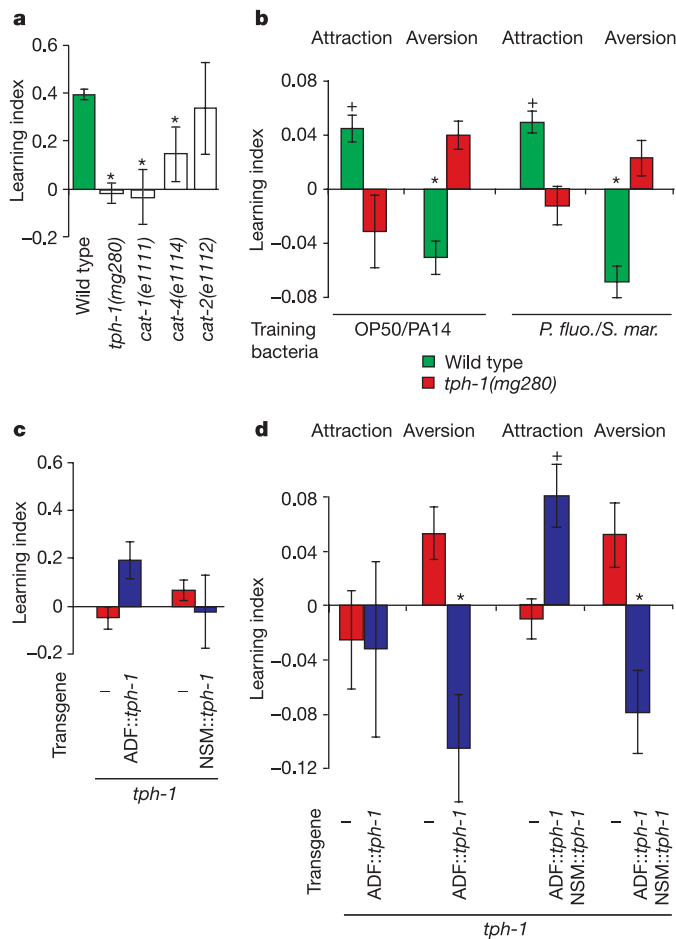 a
Learning index
0.6
0.4
0.2
0
−0.2
* * *
Wild type
tph-1(mg280)
cat-1(e1111)
cat-4(e1114)
cat-2(e1112)
b
Attraction Aversion Attraction Aversion
Learning index
0.08
0.04
0
−0.04
−0.08
+ * + *
Training bacteria
OP50/PA14
P. fluo./S. mar.
Wild type
tph-1(mg280)
c
Learning index
0.6
0.4
0.2
0
−0.2
Transgene
–
ADF::tph-1
–
NSM::tph-1
tph-1
d
Attraction Aversion Attraction Aversion
Learning index
0.08
0.04
0
−0.04
−0.08
−0.12
* + *
Transgene
–
ADF::tph-1
–
ADF::tph-1
–
ADF::tph-1
NSM::tph-1
–
ADF::tph-1
NSM::tph-1
tph-1